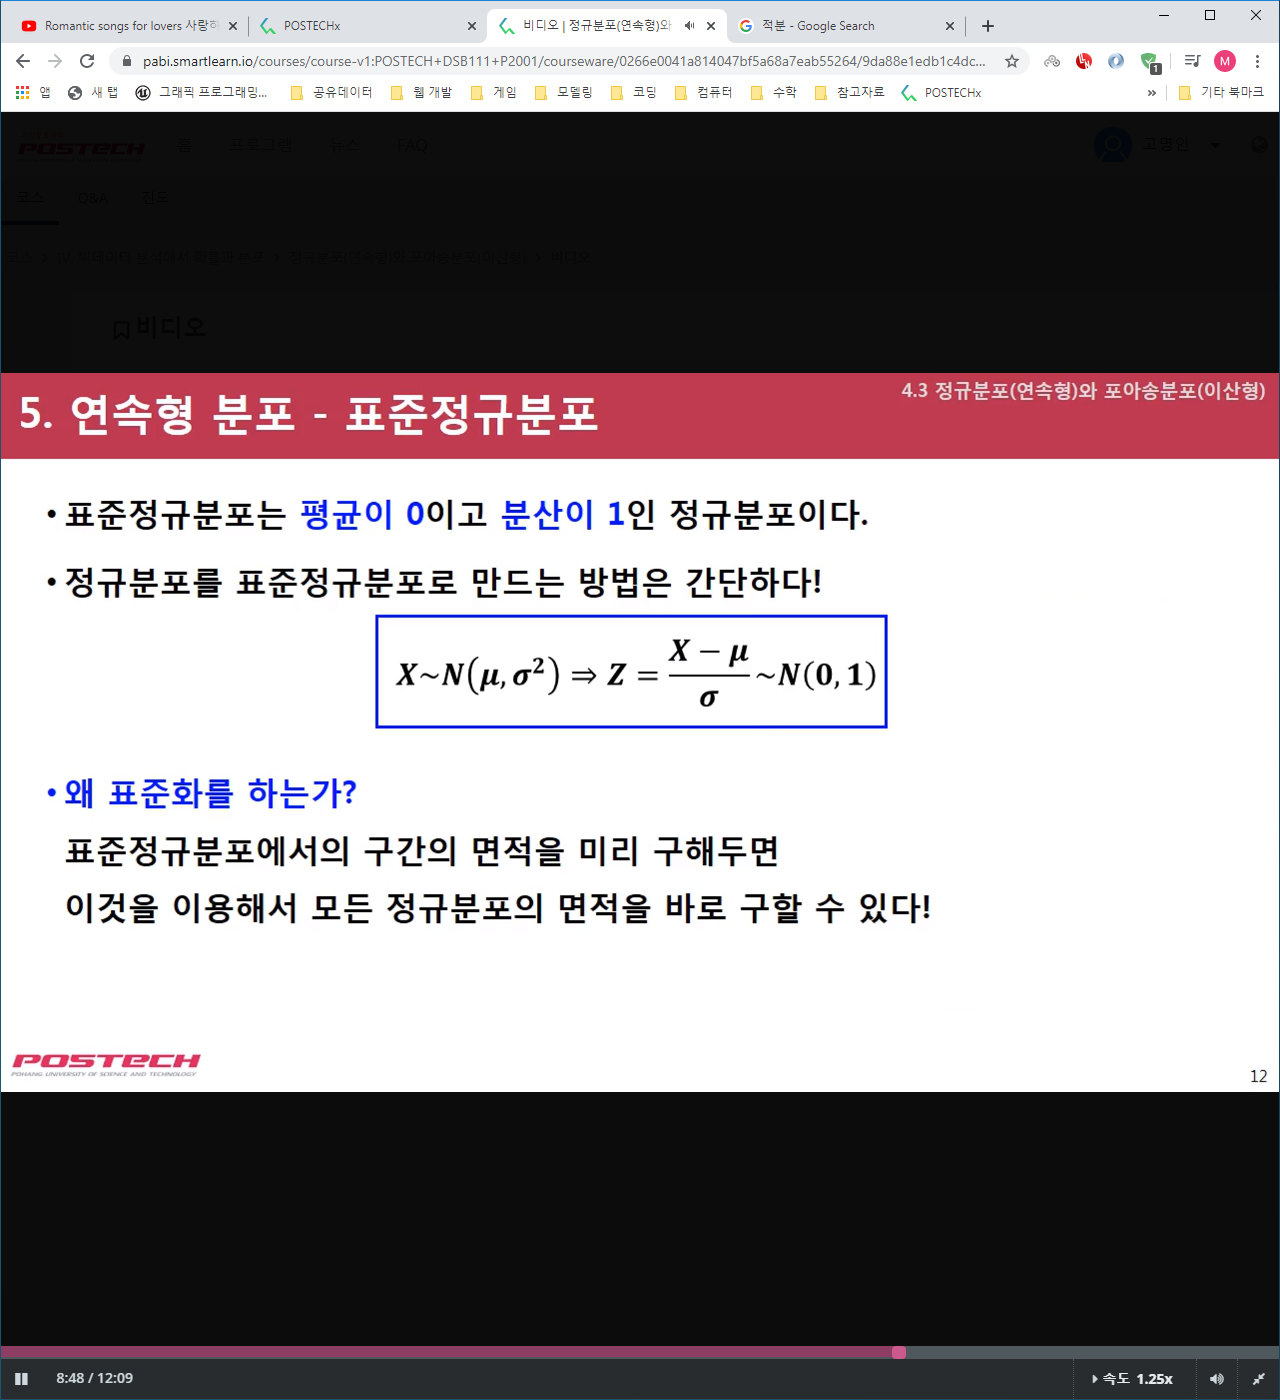 Romantic songs for lovers 사랑하
POSTECHx
비디오 | 정규분포(연속형)와
적분 - Google Search
pabi.smartlearn.io/courses/course-v1:POSTECH+DSB111+P2001/courseware/0266e0041a814047bf5a68a7eab55264/9da88e1edb1c4dc...
1
M
앱
새 탭
그래픽 프로그래밍...
공유데이터
웹 개발
게임
모델링
코딩
컴퓨터
수학
참고자료
POSTECHx
»
기타 북마크
POSTECH
홈
프로그램
뉴스
FAQ
고영인
코스
Q&A
진도
비디오
5. 연속형 분포 - 표준정규분포
4.3 정규분포(연속형)와 포아송분포(이산형)
• 표준정규분포는 평균이 0이고 분산이 1인 정규분포이다.
• 정규분포를 표준정규분포로 만드는 방법은 간단하다!
X~N(μ, σ²) ⇒ Z = (X − μ)/σ ~N(0, 1)
• 왜 표준화를 하는가?
표준정규분포에서의 구간의 면적을 미리 구해두면
이것을 이용해서 모든 정규분포의 면적을 바로 구할 수 있다!
POSTECH
POHANG UNIVERSITY OF SCIENCE AND TECHNOLOGY
12
8:48 / 12:09
속도 1.25x